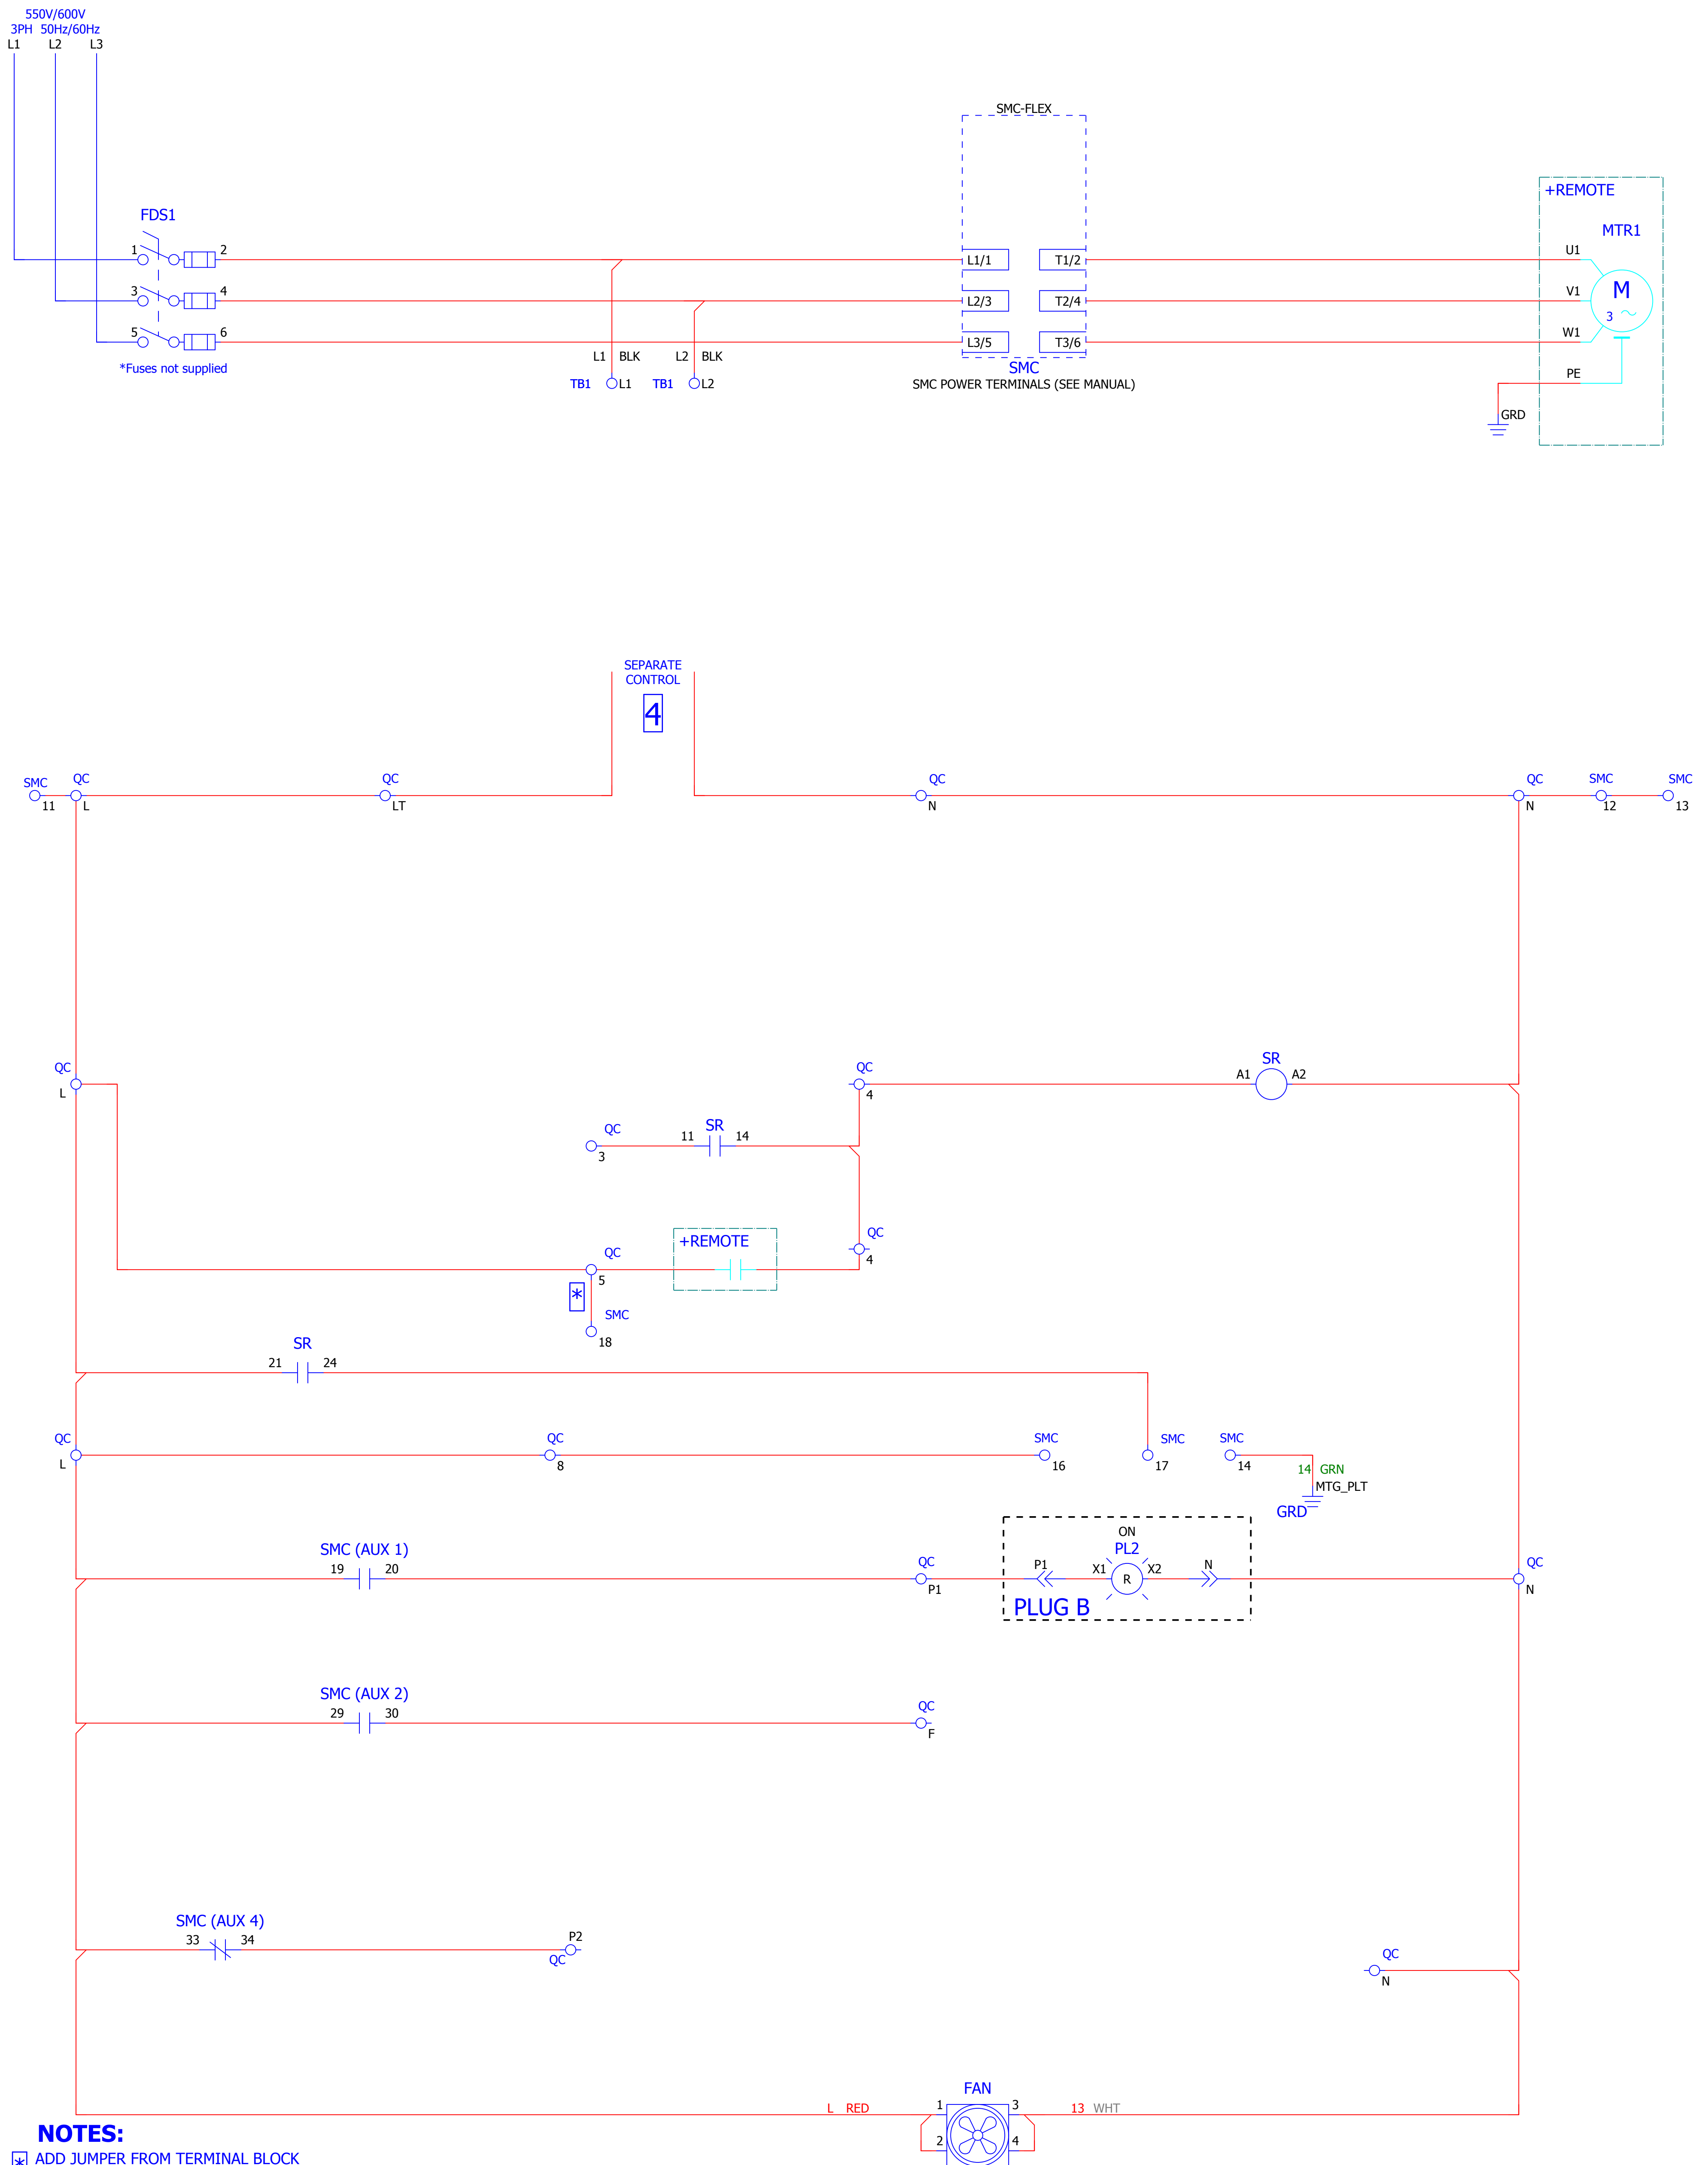 550V/600V
3PH 50Hz/60Hz
L1 L2 L3
SMC-FLEX
+REMOTE
FDS1
MTR1
1 2
L1/1 T1/2
U1
3 4
L2/3 T2/4
V1
M
3
5 6
L3/5 T3/6
W1
*Fuses not supplied
L1 BLK L2 BLK
SMC
PE
TB1 L1 TB1 L2
SMC POWER TERMINALS (SEE MANUAL)
GRD
SEPARATE
CONTROL
4
SMC QC QC QC QC SMC SMC
11 L LT N N 12 13
QC QC SR
A1 A2
L 4
QC SR
11 14
3
QC
4
+REMOTE
QC
5
*
SMC
18
SR
21 24
QC QC SMC SMC SMC
L 8 16 17 14
14 GRN
MTG_PLT
GRD
ON
PL2
SMC (AUX 1)
19 20
QC
P1
P1 X1 R X2 N
QC
N
PLUG B
SMC (AUX 2)
29 30
QC
F
SMC (AUX 4)
33 34
P2
QC
QC
N
FAN
L RED 1 3 13 WHT
2 4
NOTES:
* ADD JUMPER FROM TERMINAL BLOCK